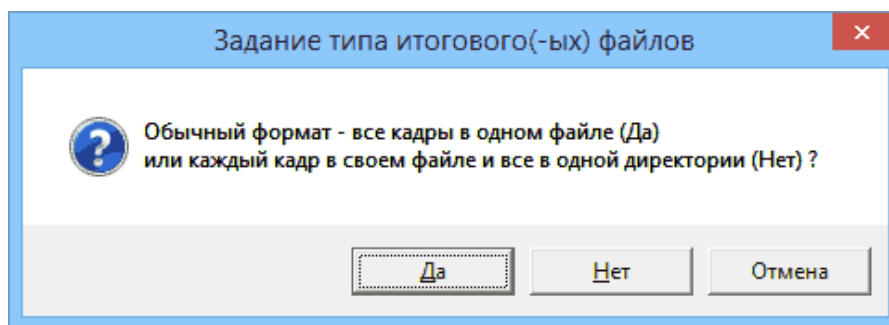 Задание типа итогового(-ых) файлов
Обычный формат - все кадры в одном файле (Да)
или каждый кадр в своем файле и все в одной директории (Нет) ?
Да
Нет
Отмена